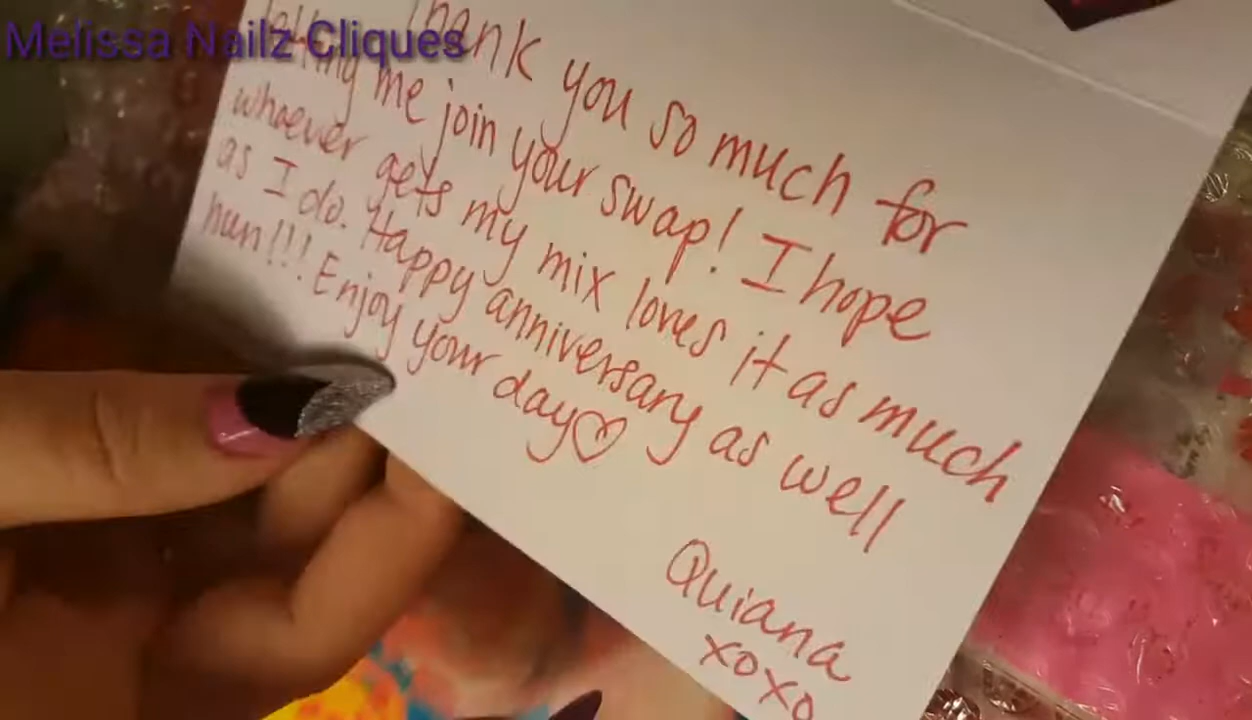 Melissa Nailz Cliques
Thank you so much for
letting me join your swap! I hope
whoever gets my mix loves it as much
as I do. Happy anniversary as well
hun!!! Enjoy your day♡
Quiana
xoxo